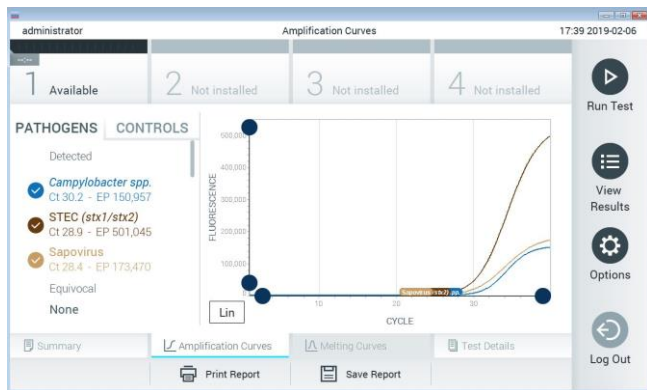 administrator
Amplification Curves
17:39 2019-02-06
--:--
1 Available
2 Not installed
3 Not installed
4 Not installed
Run Test
PATHOGENS
CONTROLS
Detected
Campylobacter spp.
Ct 30.2 - EP 150,957
STEC (stx1/stx2)
Ct 28.9 - EP 501,045
Sapovirus
Ct 28.4 - EP 173,470
Equivocal
None
FLUORESCENCE
500,000
400,000
300,000
200,000
100,000
0
Sapovirus/stx2) pp.
10
20
30
CYCLE
Lin
View
Results
Options
Log Out
Summary
Amplification Curves
Melting Curves
Test Details
Print Report
Save Report